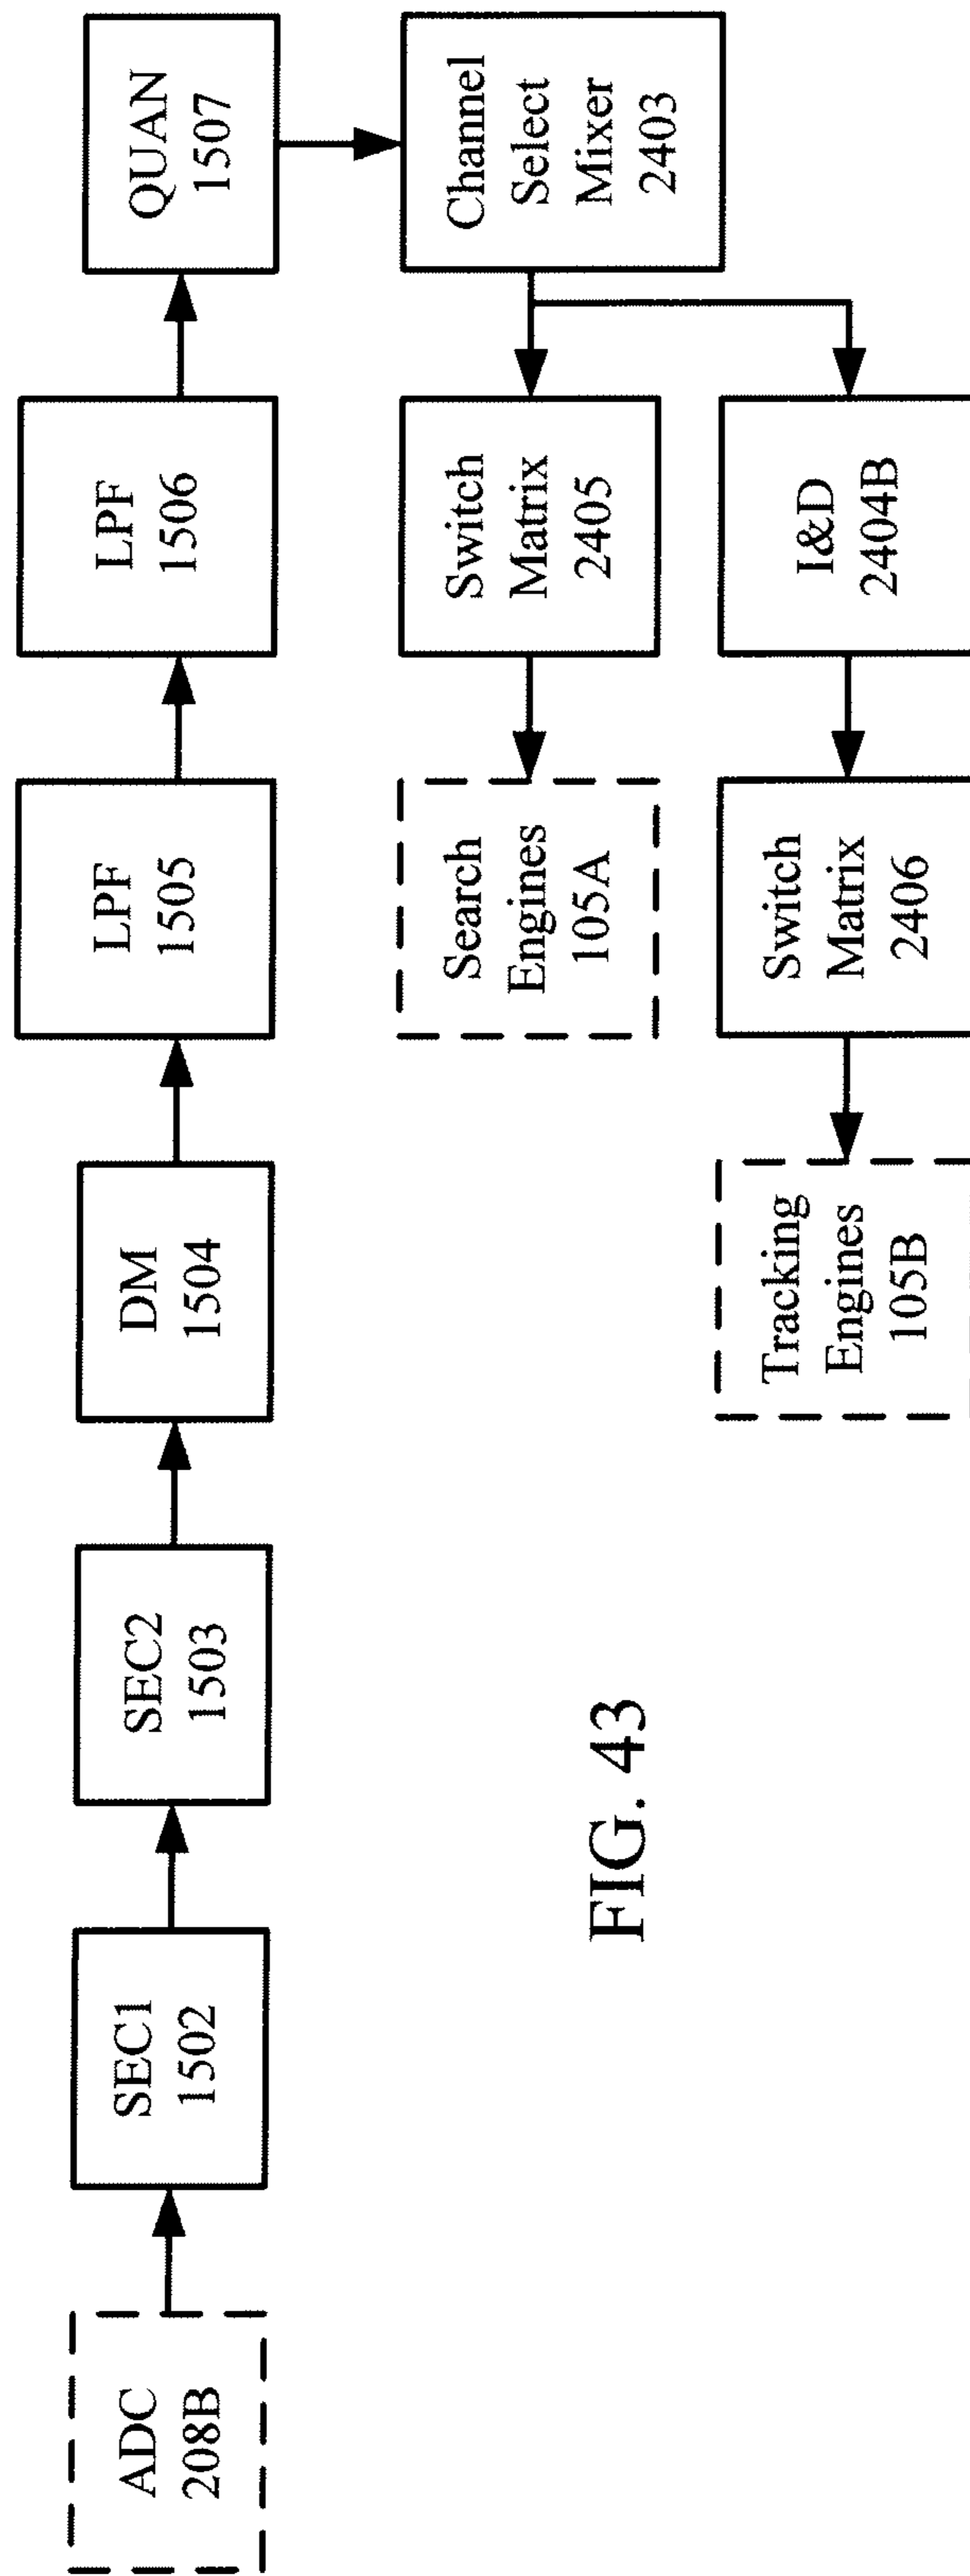 ADC
208B
SEC1
1502
SEC2
1503
DM
1504
LPF
1505
LPF
1506
QUAN
1507
Channel
Select
Mixer
2403
Switch
Matrix
2405
Search
Engines
105A
I&D
2404B
Switch
Matrix
2406
Tracking
Engines
105B
FIG. 43